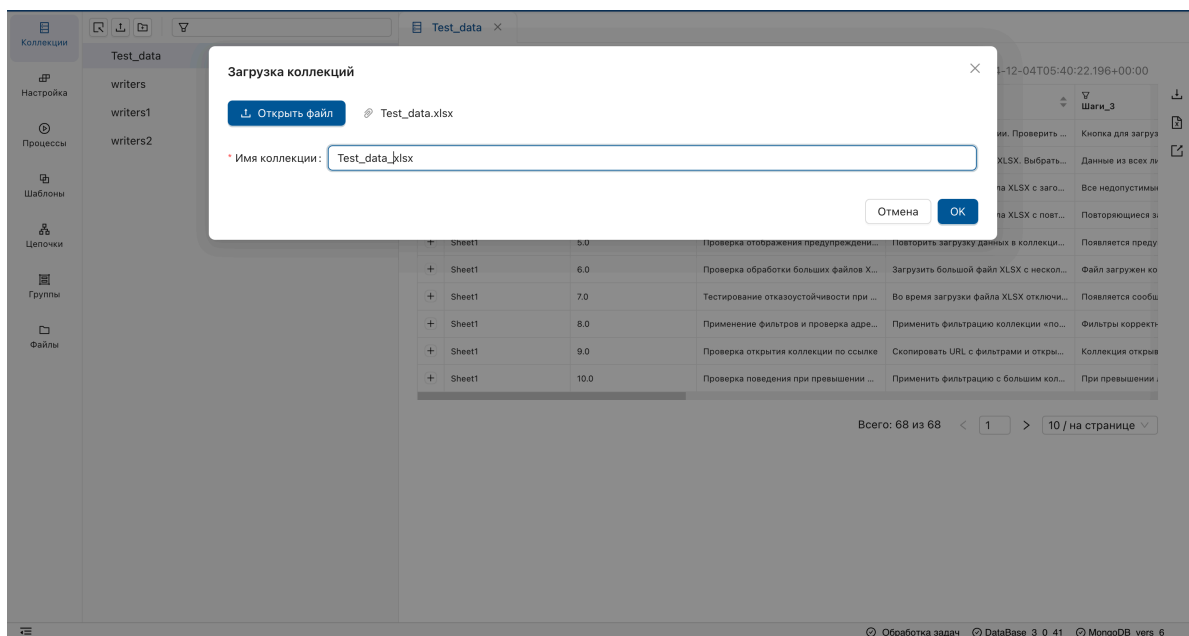 Коллекции
Настройка
Процессы
Шаблоны
Цепочки
Группы
Файлы
Test_data
writers
writers1
writers2
Test_data
Загрузка коллекций
Открыть файл
Test_data.xlsx
* Имя коллекции: Test_data_xlsx
Отмена
OK
-12-04T05:40:22.196+00:00
Шаги_3
ии. Проверить ... Кнопка для загруз
XLSX. Выбрать... Данные из всех ли
ла XLSX с заго... Все недопустимы
ла XLSX с повт... Повторяющиеся за
Sheet1 5.0 Проверка отображения предупреждени... Повторить загрузку данных в коллекци... Появляется преду
Sheet1 6.0 Проверка обработки больших файлов X... Загрузить большой файл XLSX с нескол... Файл загружен ко
Sheet1 7.0 Тестирование отказоустойчивости при ... Во время загрузки файла XLSX отключи... Появляется сообщ
Sheet1 8.0 Применение фильтров и проверка адре... Применить фильтрацию коллекции «по... Фильтры корректн
Sheet1 9.0 Проверка открытия коллекции по ссылке Скопировать URL с фильтрами и откры... Коллекция открыв
Sheet1 10.0 Проверка поведения при превышении ... Применить фильтрацию с большим кол... При превышении
Всего: 68 из 68 < 1 > 10 / на странице
Обработка задач DataBase_3_0_41 MongoDB_vers_6